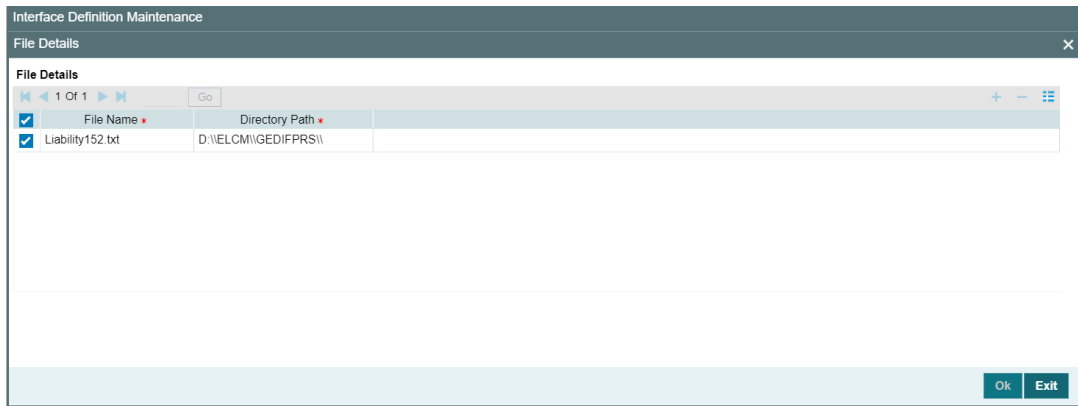 Interface Definition Maintenance
File Details
File Details
1 Of 1 Go
File Name * Directory Path *
Liability152.txt D:\\ELCM\\GEDIFPRS\\
Ok Exit